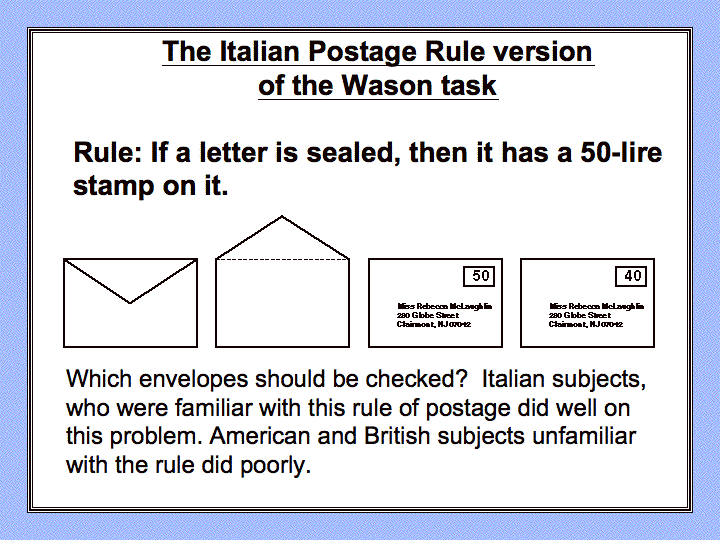 The Italian Postage Rule version
of the Wason task
Rule: If a letter is sealed, then it has a 50-lire
stamp on it.
50
Miss Rebecca McLaughlin
280 Globe Street
Clairmont, NJ 07042
40
Miss Rebecca McLaughlin
280 Globe Street
Clairmont, NJ 07042
Which envelopes should be checked?  Italian subjects,
who were familiar with this rule of postage did well on
this problem. American and British subjects unfamiliar
with the rule did poorly.